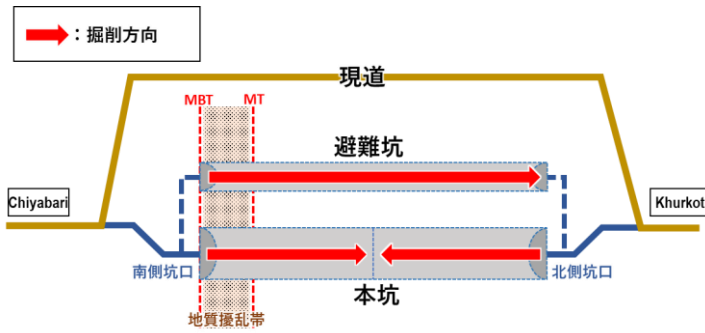 ：掘削方向
現道
MBT
MT
避難坑
Chiyabari
Khurkot
南側坑口
北側坑口
本坑
地質擾乱帯